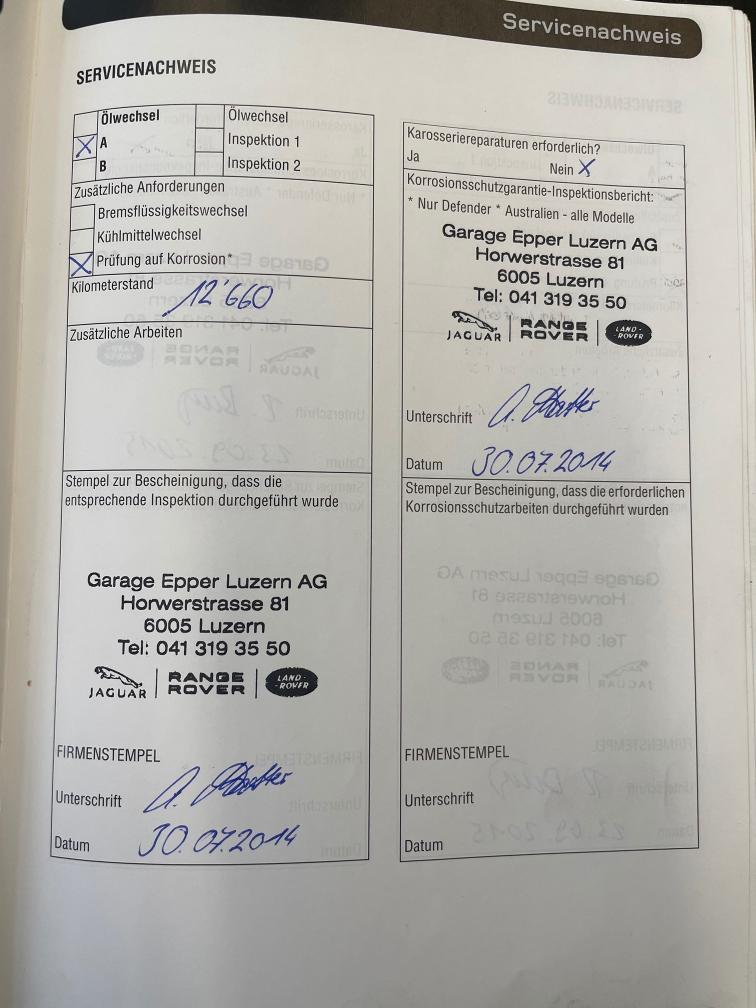 Servicenachweis
SERVICENACHWEIS
Ölwechsel Ölwechsel
X A Inspektion 1
B Inspektion 2
Zusätzliche Anforderungen
Bremsflüssigkeitswechsel
Kühlmittelwechsel
X Prüfung auf Korrosion*
Kilometerstand 12'660
Zusätzliche Arbeiten
Stempel zur Bescheinigung, dass die
entsprechende Inspektion durchgeführt wurde
Garage Epper Luzern AG
Horwerstrasse 81
6005 Luzern
Tel: 041 319 35 50
JAGUAR RANGE ROVER LAND-ROVER
FIRMENSTEMPEL
Unterschrift
Datum 30.07.2014
Karosseriereparaturen erforderlich?
Ja Nein X
Korrosionsschutzgarantie-Inspektionsbericht:
* Nur Defender * Australien - alle Modelle
Garage Epper Luzern AG
Horwerstrasse 81
6005 Luzern
Tel: 041 319 35 50
JAGUAR RANGE ROVER LAND-ROVER
Unterschrift
Datum 30.07.2014
Stempel zur Bescheinigung, dass die erforderlichen
Korrosionsschutzarbeiten durchgeführt wurden
FIRMENSTEMPEL
Unterschrift
Datum